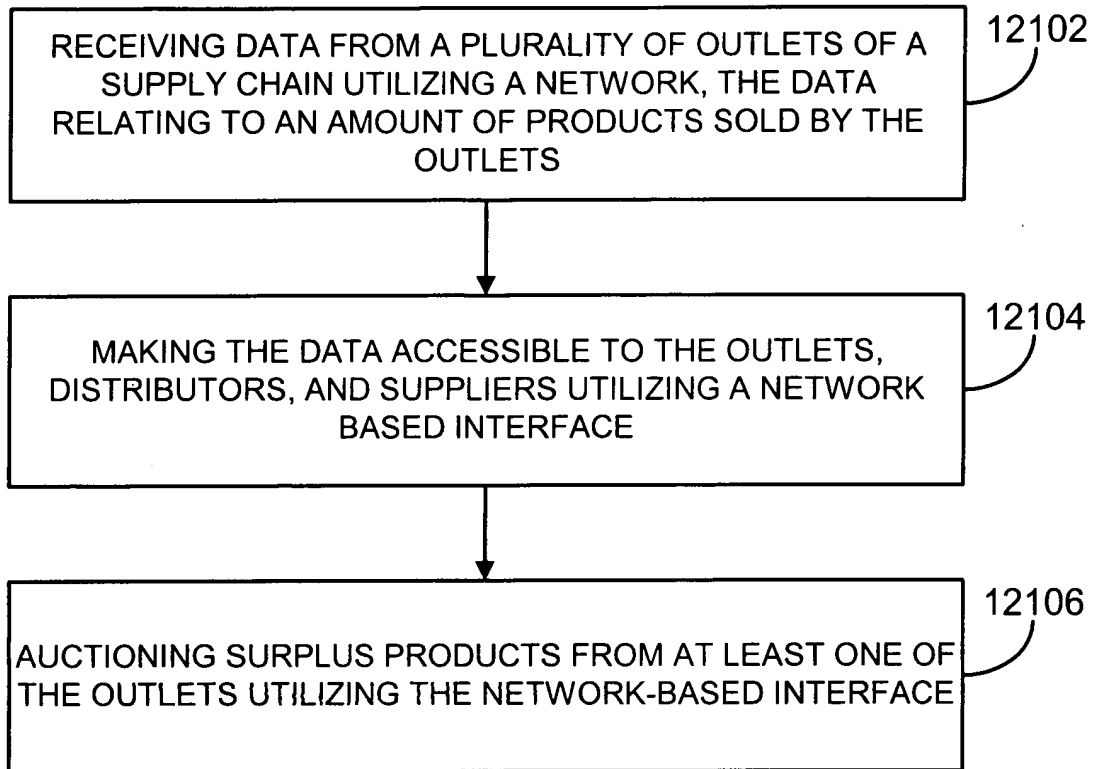 RECEIVING DATA FROM A PLURALITY OF OUTLETS OF A
SUPPLY CHAIN UTILIZING A NETWORK, THE DATA
RELATING TO AN AMOUNT OF PRODUCTS SOLD BY THE
OUTLETS
12102
MAKING THE DATA ACCESSIBLE TO THE OUTLETS,
DISTRIBUTORS, AND SUPPLIERS UTILIZING A NETWORK
BASED INTERFACE
12104
AUCTIONING SURPLUS PRODUCTS FROM AT LEAST ONE OF
THE OUTLETS UTILIZING THE NETWORK-BASED INTERFACE
12106